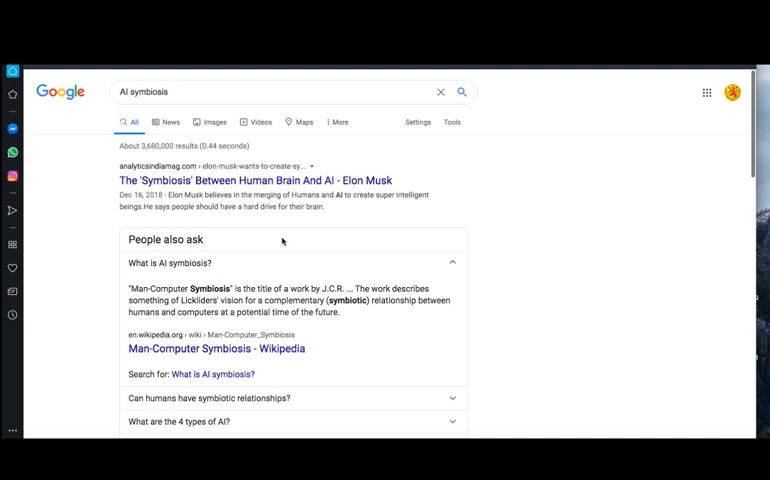 Google
AI symbiosis
All News Images Videos Maps More Settings Tools
About 3,680,000 results (0.44 seconds)
analyticsindiamag.com › elon-musk-wants-to-create-sy...
The 'Symbiosis' Between Human Brain And AI - Elon Musk
Dec 16, 2018 - Elon Musk believes in the merging of Humans and AI to create super intelligent
beings.He says people should have a hard drive for their brain.
People also ask
What is AI symbiosis?
"Man-Computer Symbiosis" is the title of a work by J.C.R. ... The work describes
something of Lickliders' vision for a complementary (symbiotic) relationship between
humans and computers at a potential time of the future.
en.wikipedia.org › wiki › Man-Computer_Symbiosis
Man-Computer Symbiosis - Wikipedia
Search for: What is AI symbiosis?
Can humans have symbiotic relationships?
What are the 4 types of AI?